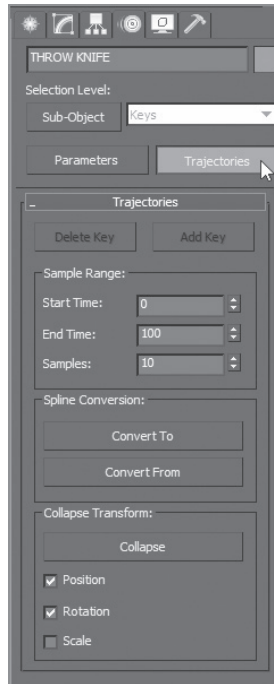 THROW KNIFE
Selection Level:
Sub-Object Keys
Parameters Trajectories
- Trajectories
Delete Key Add Key
Sample Range:
Start Time: 0
End Time: 100
Samples: 10
Spline Conversion:
Convert To
Convert From
Collapse Transform:
Collapse
Position
Rotation
Scale